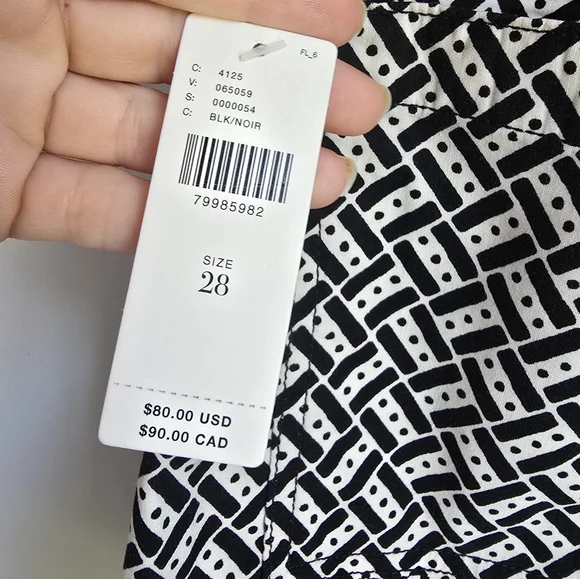 FL_6
C: 4125
V: 065059
S: 0000054
C: BLK/NOIR
79985982
SIZE
28
$80.00 USD
$90.00 CAD